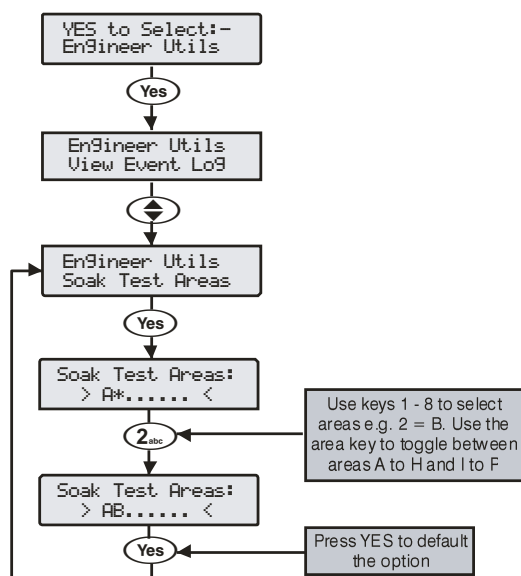 YES to Select:-
Engineer Utils
Yes
Engineer Utils
View Event Log
Engineer Utils
Soak Test Areas
Yes
Soak Test Areas:
> A*...... <
2abc
Use keys 1 - 8 to select
areas e.g. 2 = B. Use the
area key to toggle between
areas A to H and I to F
Soak Test Areas:
> AB...... <
Yes
Press YES to default
the option